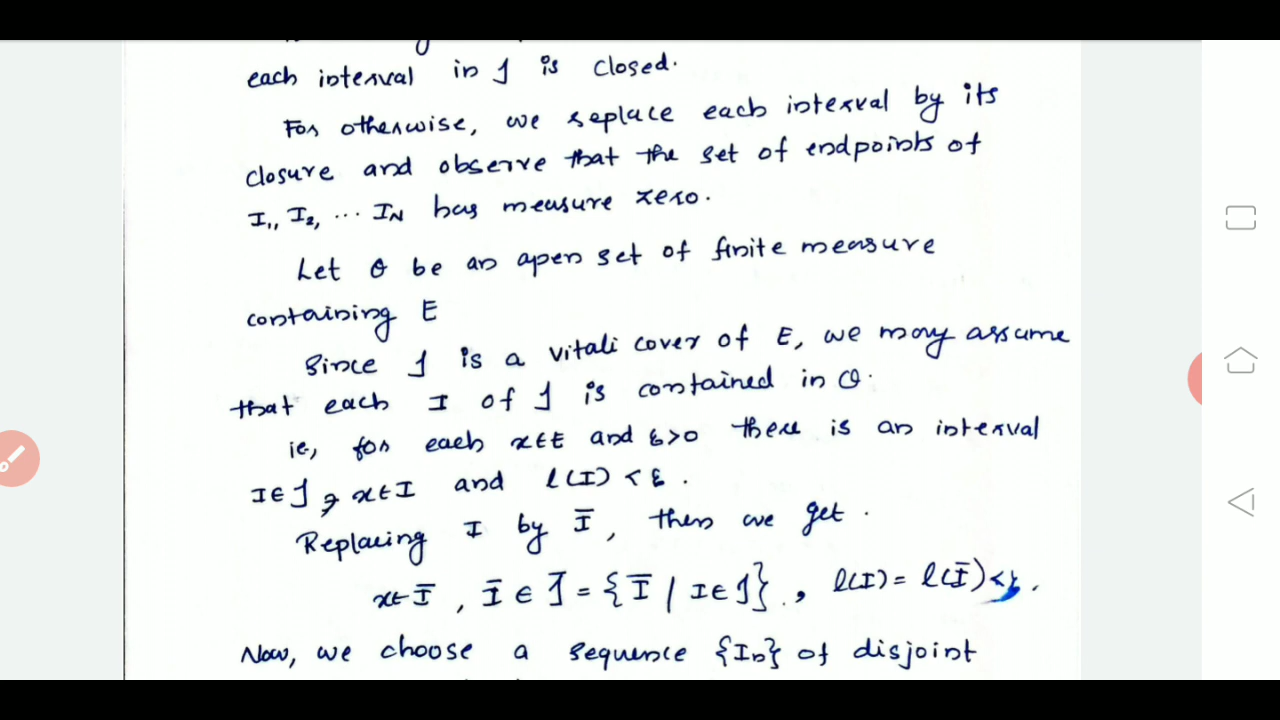 each interval in J is closed.
For otherwise, we replace each interval by its
closure and observe that the set of endpoints of
I₁, I₂, ... I_N has measure zero.
Let O be an open set of finite measure
containing E
Since J is a vitali cover of E, we may assume
that each I of J is contained in O.
ie, for each x∈E and ε>0 there is an interval
I∈J ∋ x∈I and l(I) < ε.
Replacing I by Ī, then we get.
x∈Ī, Ī ∈ J̄ = {Ī / I∈J}, l(I) = l(Ī) < ε.
Now, we choose a sequence {Iₙ} of disjoint